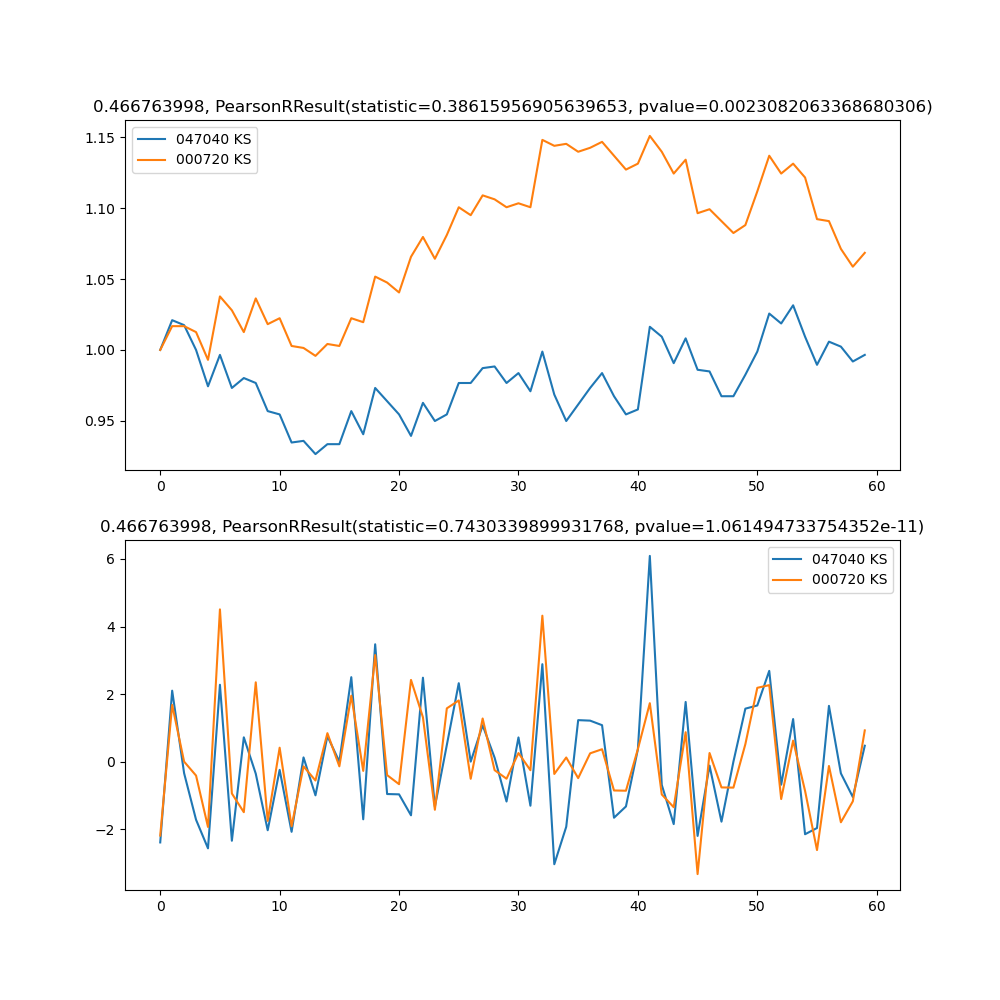 0.466763998, PearsonRResult(statistic=0.38615956905639653, pvalue=0.0023082063368680306)
047040 KS
000720 KS
1.15
1.10
1.05
1.00
0.95
0 10 20 30 40 50 60
0.466763998, PearsonRResult(statistic=0.7430339899931768, pvalue=1.061494733754352e-11)
047040 KS
000720 KS
6
4
2
0
−2
0 10 20 30 40 50 60